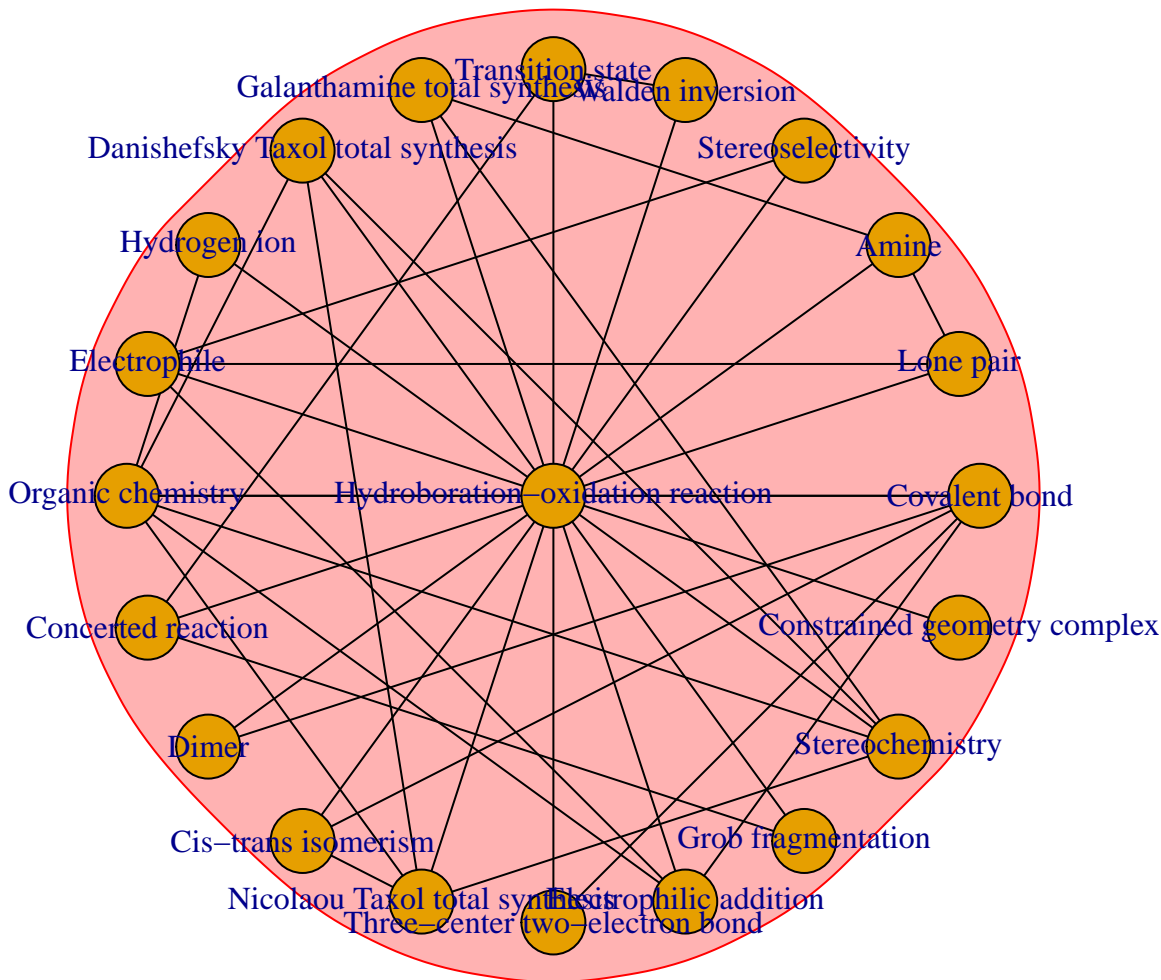 Transition state
Galanthamine total synthesis
Walden inversion
Danishefsky Taxol total synthesis
Stereoselectivity
Hydrogen ion
Amine
Electrophile
Lone pair
Organic chemistry
Hydroboration−oxidation reaction
Covalent bond
Concerted reaction
Constrained geometry complex
Dimer
Stereochemistry
Cis−trans isomerism
Grob fragmentation
Nicolaou Taxol total synthesis
Electrophilic addition
Three−center two−electron bond